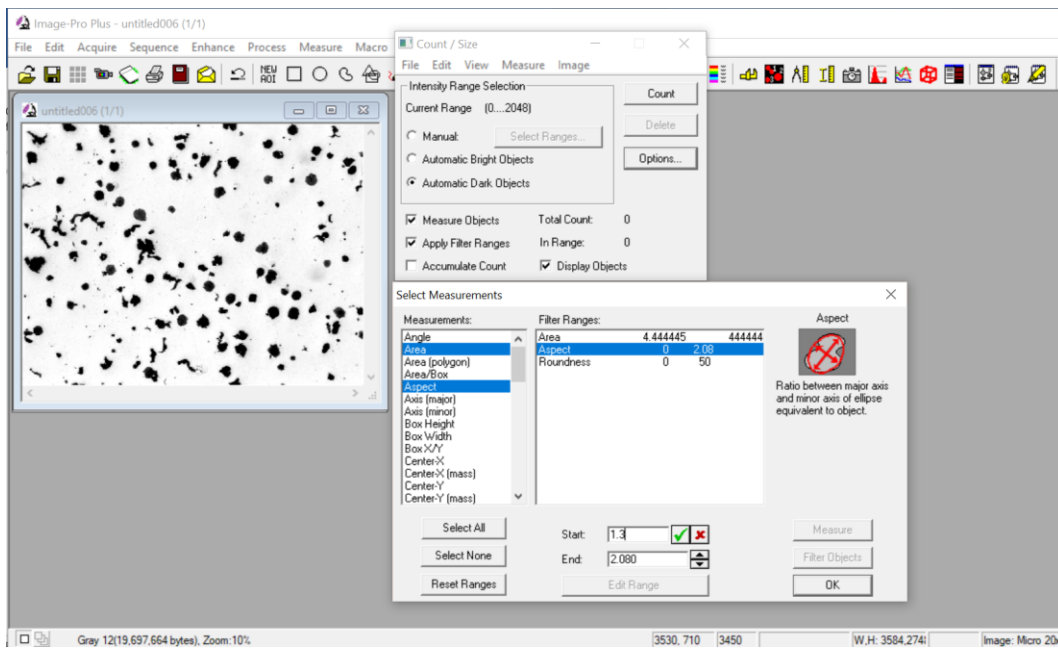 Image-Pro Plus - untitled006 (1/1)
File Edit Acquire Sequence Enhance Process Measure Macro
NEW
AOI
untitled006 (1/1)
Count / Size
File Edit View Measure Image
Intensity Range Selection
Current Range (0...2048)
Manual: Select Ranges...
Automatic Bright Objects
Automatic Dark Objects
Count
Delete
Options...
Measure Objects Total Count: 0
Apply Filter Ranges In Range: 0
Accumulate Count Display Objects
Select Measurements
Measurements:
Angle
Area
Area (polygon)
Area/Box
Aspect
Axis (major)
Axis (minor)
Box Height
Box Width
Box X/Y
Center-X
Center-X (mass)
Center-Y
Center-Y (mass)
Filter Ranges:
Area 4.444445 444444
Aspect 0 2.08
Roundness 0 50
Aspect
Ratio between major axis
and minor axis of ellipse
equivalent to object.
Select All
Select None
Reset Ranges
Start: 1.3
End: 2.080
Edit Range
Measure
Filter Objects
OK
Gray 12(19,697,664 bytes), Zoom:10% 3530, 710 3450 W,H: 3584,274 Image: Micro 20